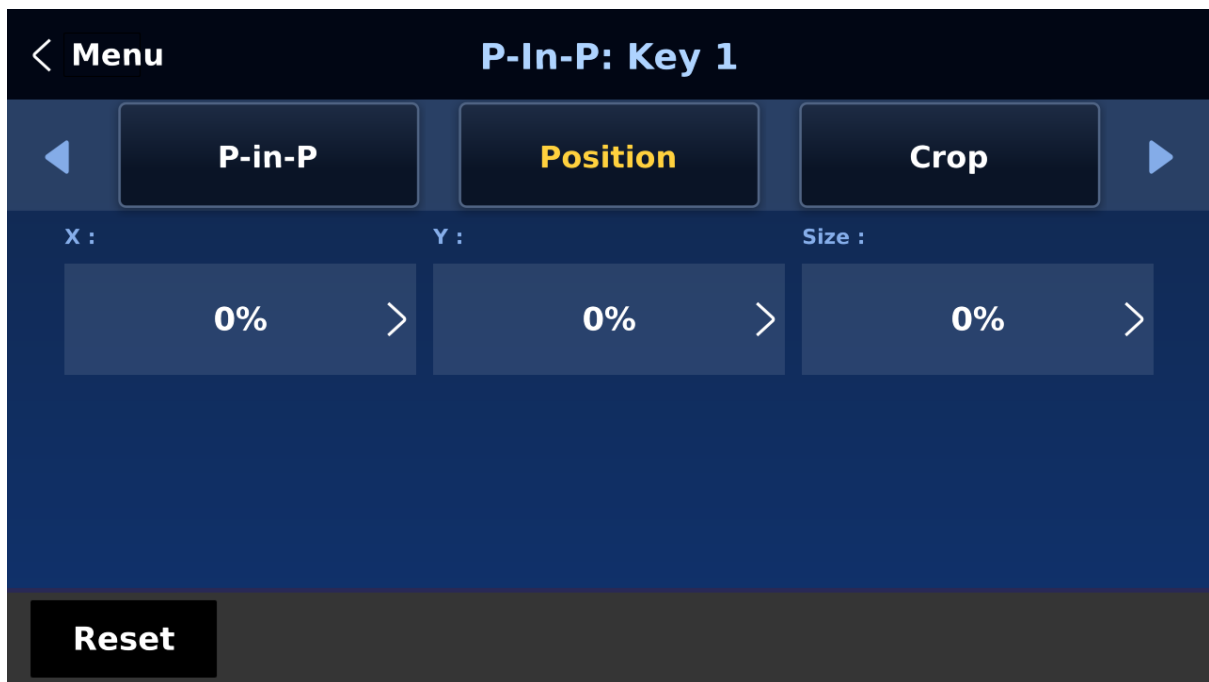 Menu
P-In-P: Key 1
P-in-P
Position
Crop
X :
Y :
Size :
0%
0%
0%
Reset